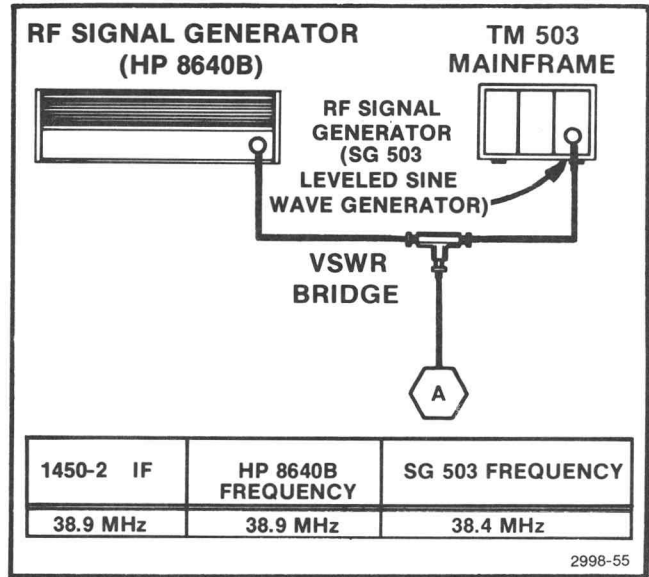 RF SIGNAL GENERATOR
(HP 8640B)
TM 503
MAINFRAME
RF SIGNAL
GENERATOR
(SG 503
LEVELED SINE
WAVE GENERATOR)
VSWR
BRIDGE
A
1450-2 IF
HP 8640B
FREQUENCY
SG 503 FREQUENCY
38.9 MHz
38.9 MHz
38.4 MHz
2998-55